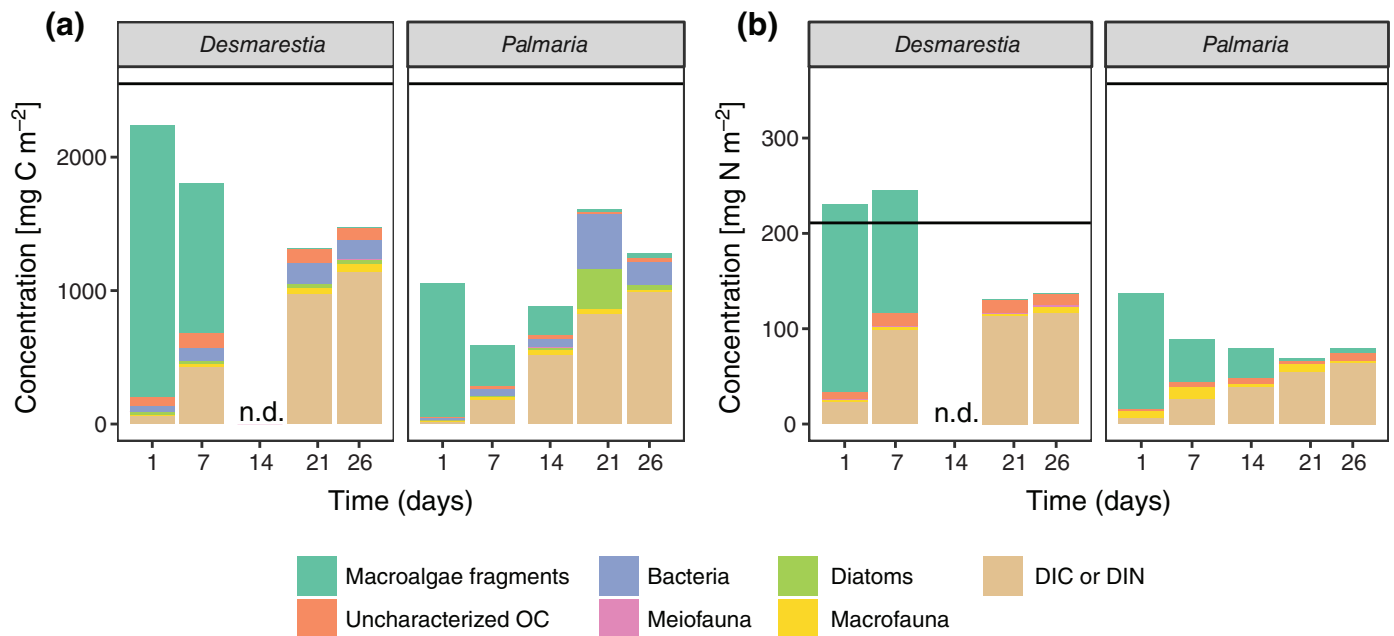 (a)
Desmarestia
Palmaria
Concentration [mg C m⁻²]
2000
1000
0
n.d.
1 7 14 21 26
1 7 14 21 26
Time (days)
(b)
Desmarestia
Palmaria
Concentration [mg N m⁻²]
300
200
100
0
n.d.
1 7 14 21 26
1 7 14 21 26
Time (days)
Macroalgae fragments
Bacteria
Diatoms
DIC or DIN
Uncharacterized OC
Meiofauna
Macrofauna